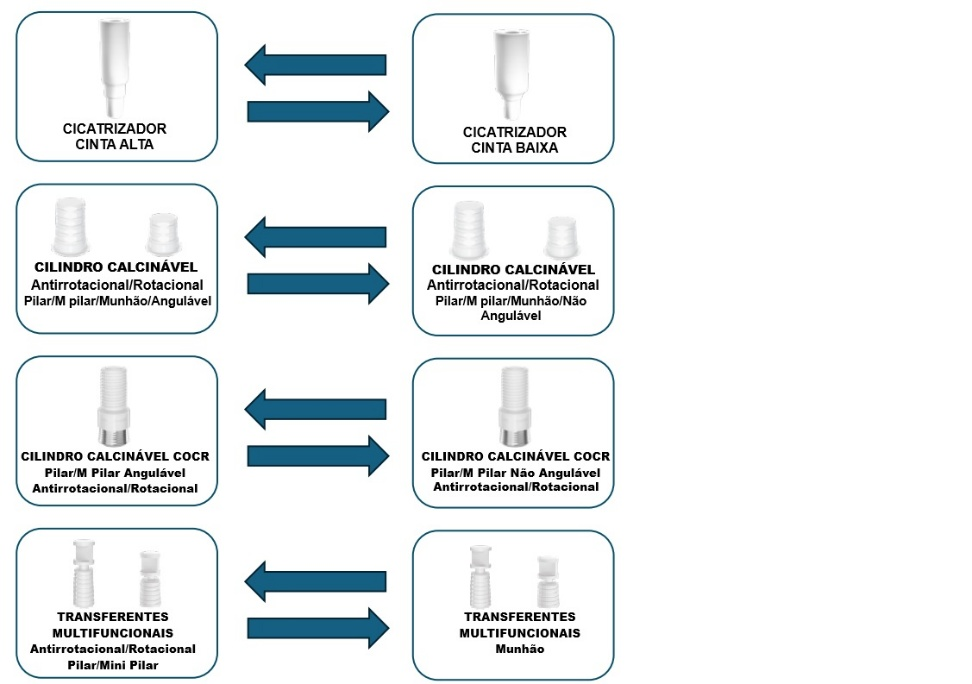 CICATRIZADOR
CINTA ALTA
CICATRIZADOR
CINTA BAIXA
CILINDRO CALCINÁVEL
Antirrotacional/Rotacional
Pilar/M pilar/Munhão/Angulável
CILINDRO CALCINÁVEL
Antirrotacional/Rotacional
Pilar/M pilar/Munhão/Não
Angulável
CILINDRO CALCINÁVEL COCR
Pilar/M Pilar Angulável
Antirrotacional/Rotacional
CILINDRO CALCINÁVEL COCR
Pilar/M Pilar Não Angulável
Antirrotacional/Rotacional
TRANSFERENTES
MULTIFUNCIONAIS
Antirrotacional/Rotacional
Pilar/Mini Pilar
TRANSFERENTES
MULTIFUNCIONAIS
Munhão